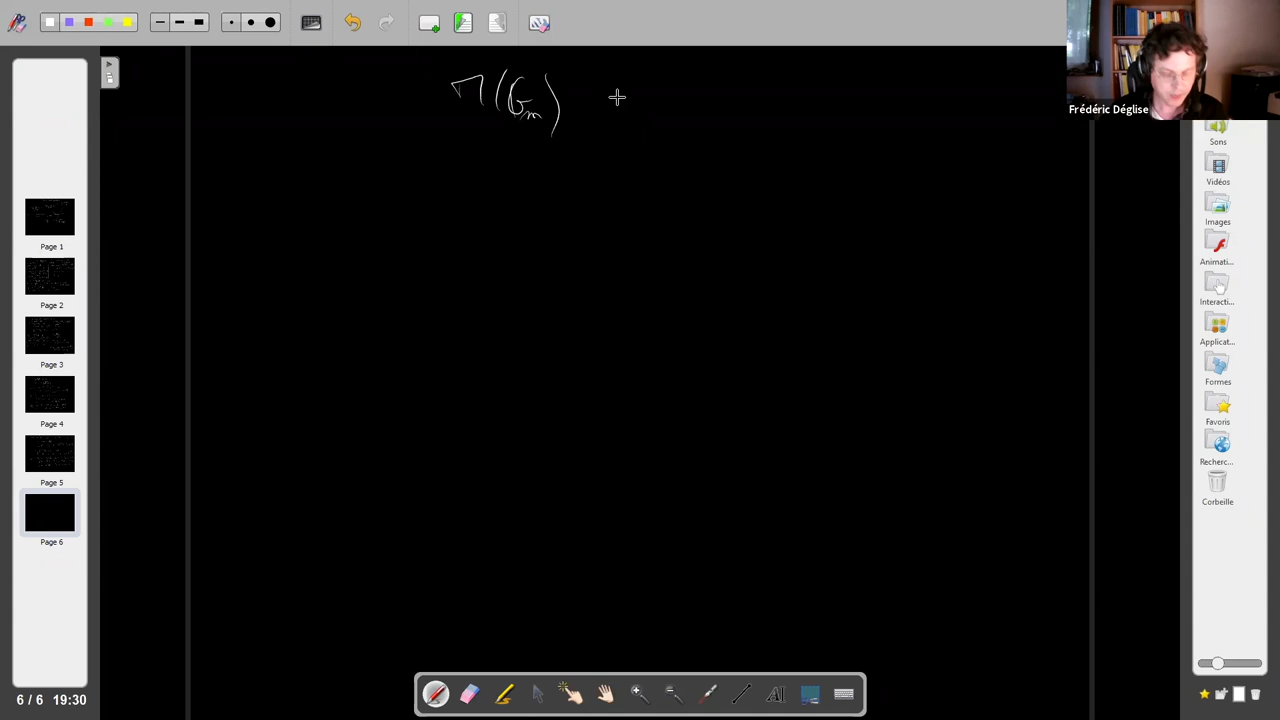 M(Gm)
Frédéric Déglise
Sons
Vidéos
Images
Animati...
Interacti...
Applicat...
Formes
Favoris
Recherc...
Corbeille
Page 1
Page 2
Page 3
Page 4
Page 5
Page 6
6 / 6 19:30